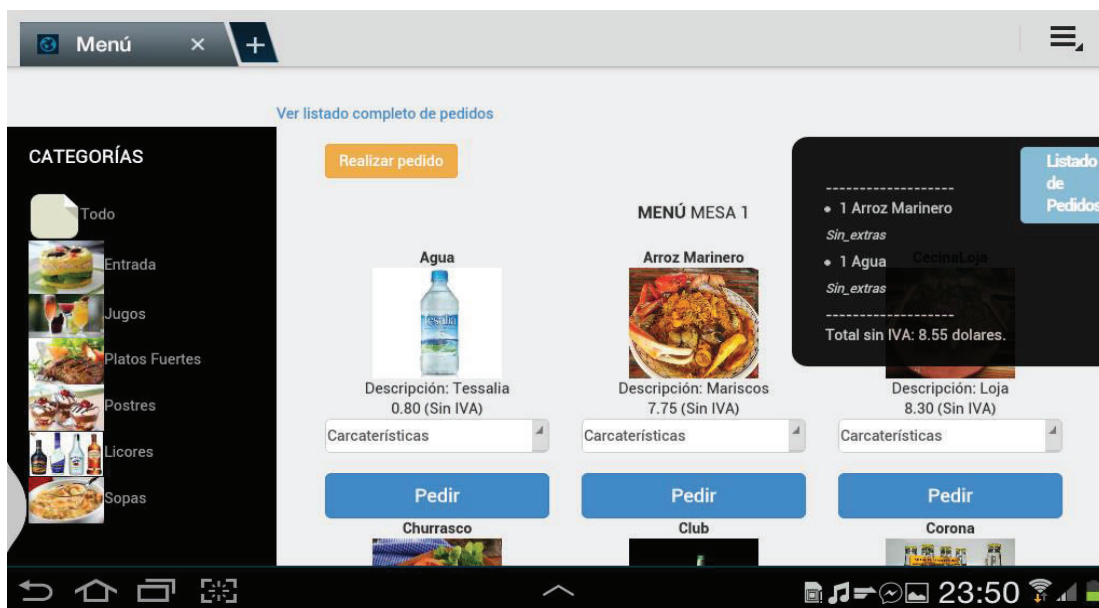 Menú
Ver listado completo de pedidos
CATEGORÍAS
Todo
Entrada
Jugos
Platos Fuertes
Postres
Licores
Sopas
Realizar pedido
MENÚ MESA 1
Listado
de
Pedidos
-------------------
1 Arroz Marinero
Sin_extras
1 Agua
Sin_extras
-------------------
Total sin IVA: 8.55 dolares.
Agua
Tesalia
Descripción: Tessalia
0.80 (Sin IVA)
Carcaterísticas
Pedir
Arroz Marinero
Descripción: Mariscos
7.75 (Sin IVA)
Carcaterísticas
Pedir
CecinaLoja
Descripción: Loja
8.30 (Sin IVA)
Carcaterísticas
Pedir
Churrasco
Club
Corona
23:50